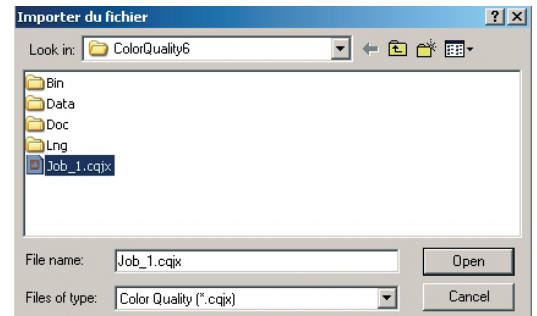 Importer du fichier
Look in: ColorQuality6
Bin
Data
Doc
Lng
Job_1.cqjx
File name: Job_1.cqjx Open
Files of type: Color Quality (*.cqjx) Cancel